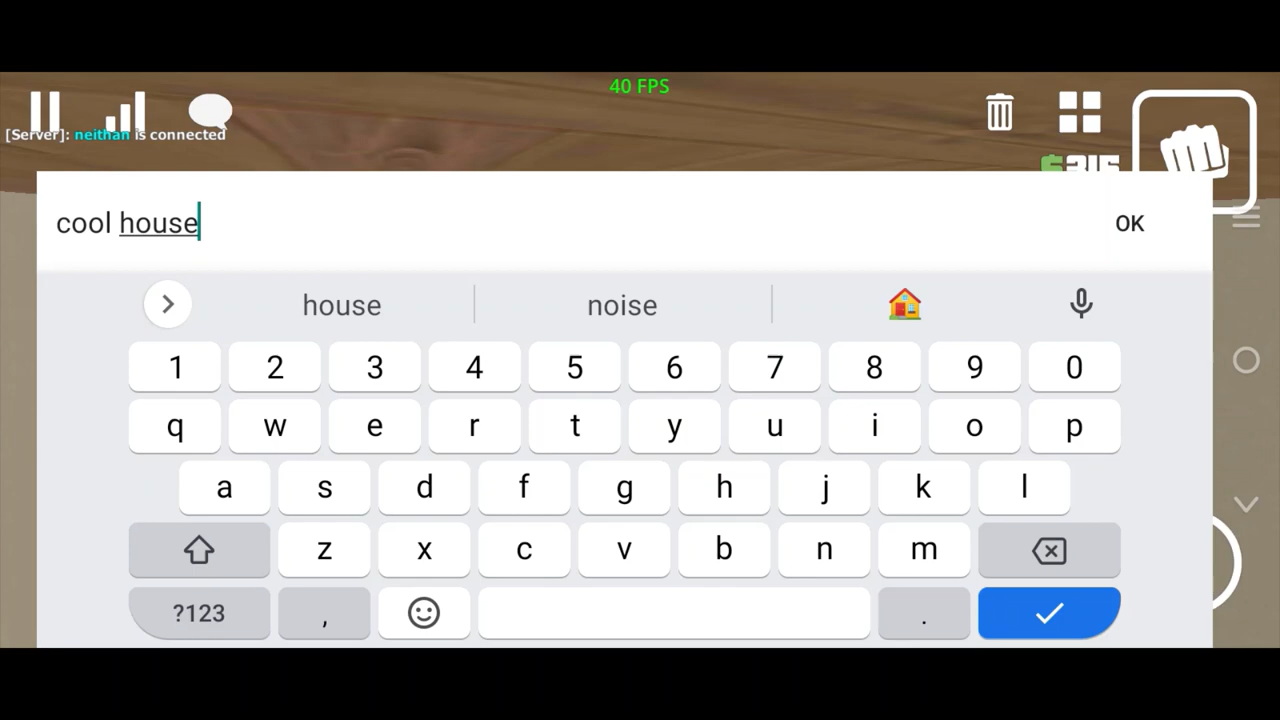 40 FPS
[Server]: neithan is connected
cool house
OK
house noise
1 2 3 4 5 6 7 8 9 0
q w e r t y u i o p
a s d f g h j k l
z x c v b n m
?123 , .